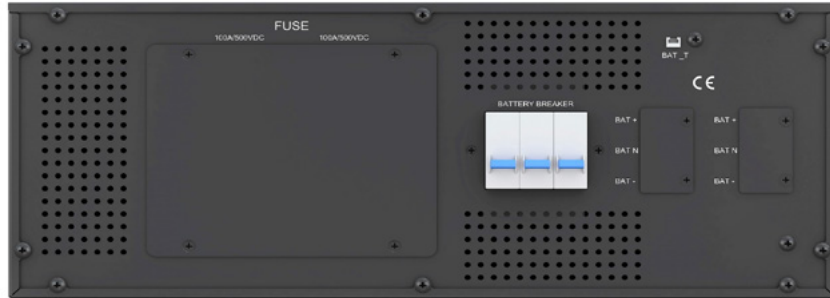 FUSE
100A/500VDC 100A/500VDC
BAT_T
CE
BATTERY BREAKER
BAT + BAT +
BAT N BAT N
BAT - BAT -